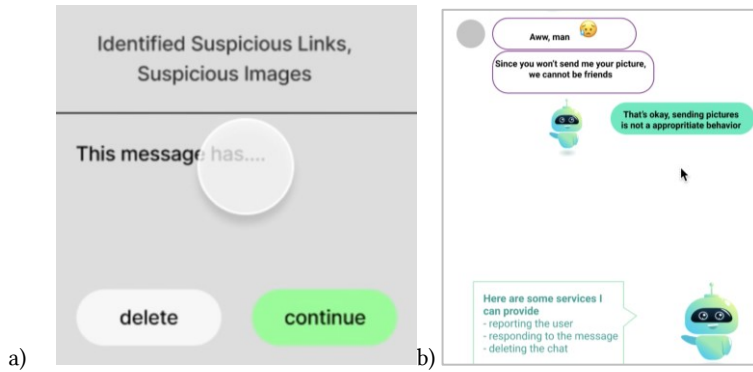 Identified Suspicious Links,
Suspicious Images
This message has....
delete
continue
a)
Aww, man
Since you won't send me your picture,
we cannot be friends
That's okay, sending pictures
is not a appropritiate behavior
Here are some services I
can provide
- reporting the user
- responding to the message
- deleting the chat
b)